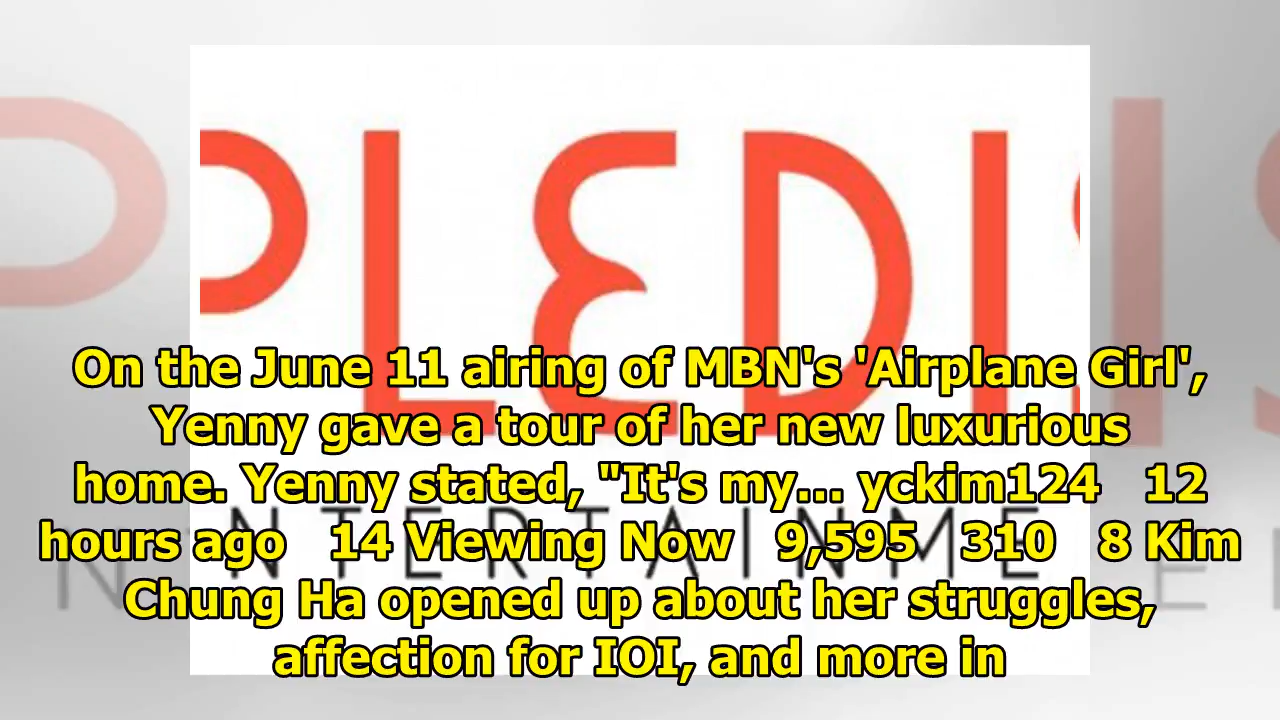 PLEDIS
ENTERTAINME
On the June 11 airing of MBN's 'Airplane Girl',
Yenny gave a tour of her new luxurious
home. Yenny stated, "It's my... yckim124 12
hours ago 14 Viewing Now 9,595 310 8 Kim
Chung Ha opened up about her struggles,
affection for IOI, and more in